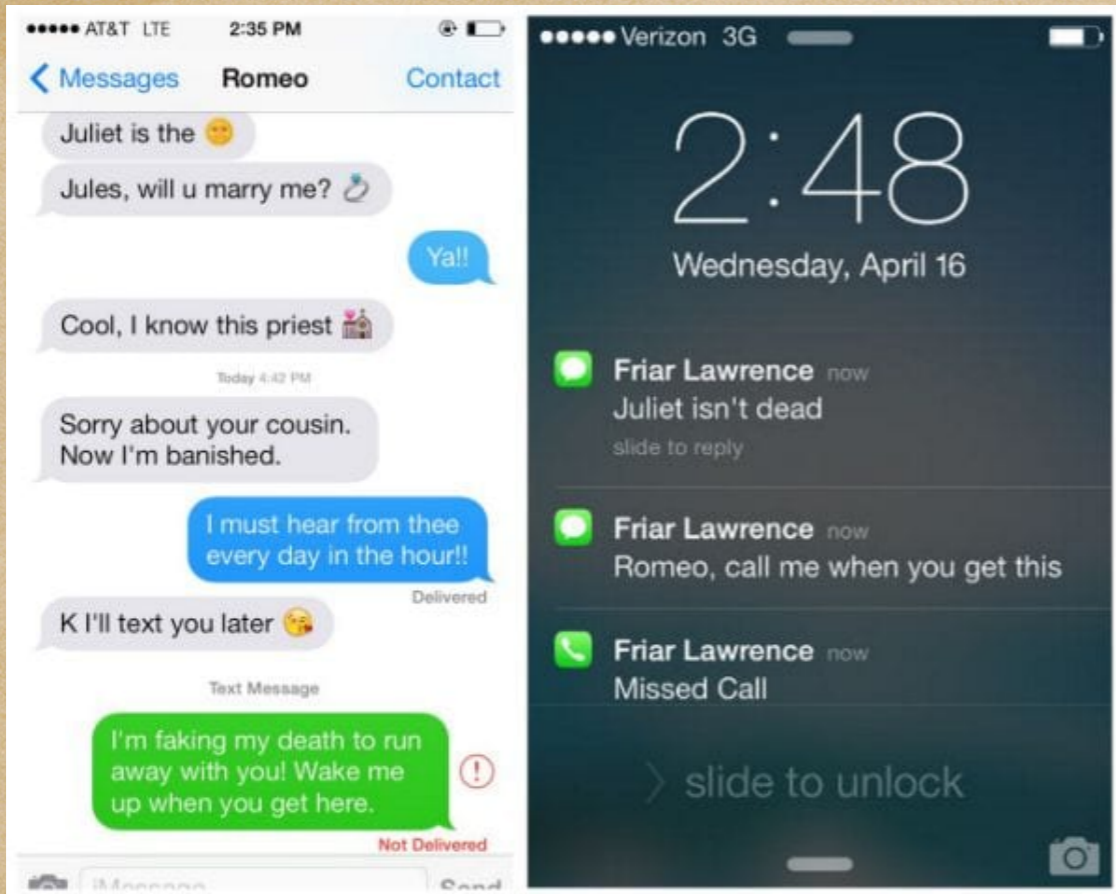 AT&T LTE 2:35 PM
Messages Romeo Contact
Juliet is the
Jules, will u marry me?
Ya!!
Cool, I know this priest
Today 4:42 PM
Sorry about your cousin.
Now I'm banished.
I must hear from thee
every day in the hour!!
Delivered
K I'll text you later
Text Message
I'm faking my death to run
away with you! Wake me
up when you get here.
Not Delivered
iMessage Send
Verizon 3G
2:48
Wednesday, April 16
Friar Lawrence now
Juliet isn't dead
slide to reply
Friar Lawrence now
Romeo, call me when you get this
Friar Lawrence now
Missed Call
> slide to unlock